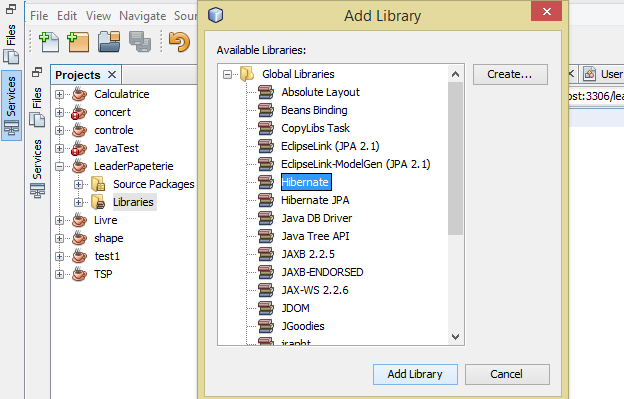 Add Library
File Edit View Navigate Sour
Files
Services
Projects
Files
Services
Calculatrice
concert
controle
JavaTest
LeaderPapeterie
Source Packages
Libraries
Livre
shape
test1
TSP
Available Libraries:
Global Libraries
Absolute Layout
Beans Binding
CopyLibs Task
EclipseLink (JPA 2.1)
EclipseLink-ModelGen (JPA 2.1)
Hibernate
Hibernate JPA
Java DB Driver
Java Tree API
JAXB 2.2.5
JAXB-ENDORSED
JAX-WS 2.2.6
JDOM
JGoodies
Create...
Add Library
Cancel
User
ost:3306/lea